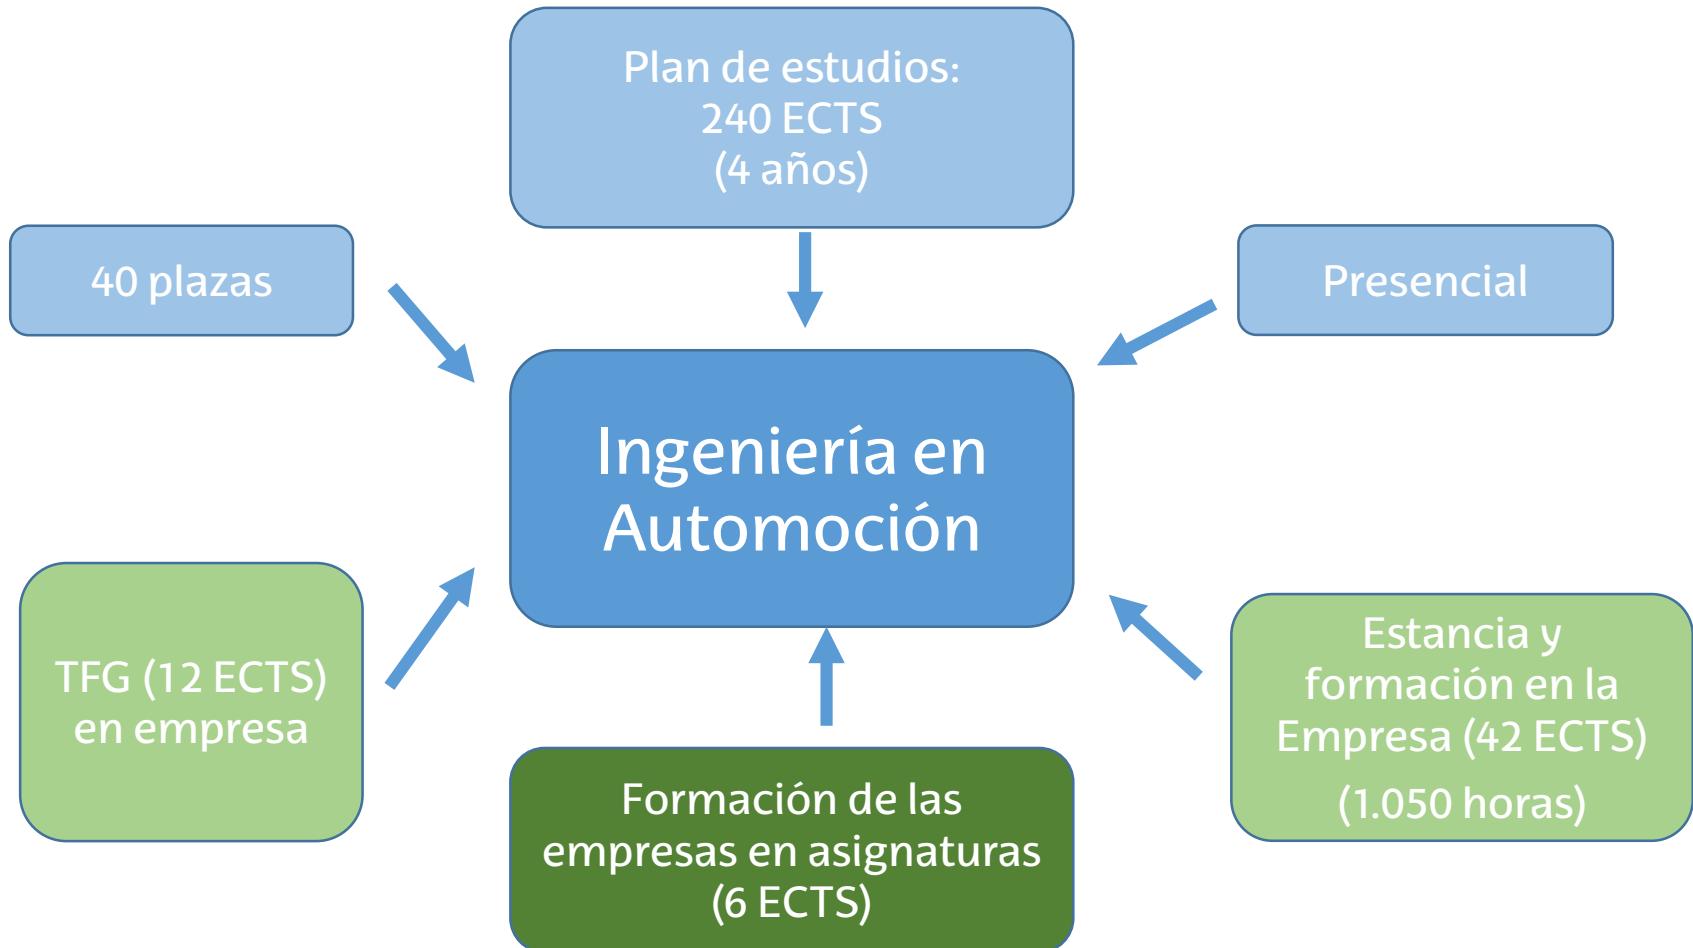 Plan de estudios:
240 ECTS
(4 años)
40 plazas
Presencial
Ingeniería en
Automoción
TFG (12 ECTS)
en empresa
Estancia y
formación en la
Empresa (42 ECTS)
(1.050 horas)
Formación de las
empresas en asignaturas
(6 ECTS)